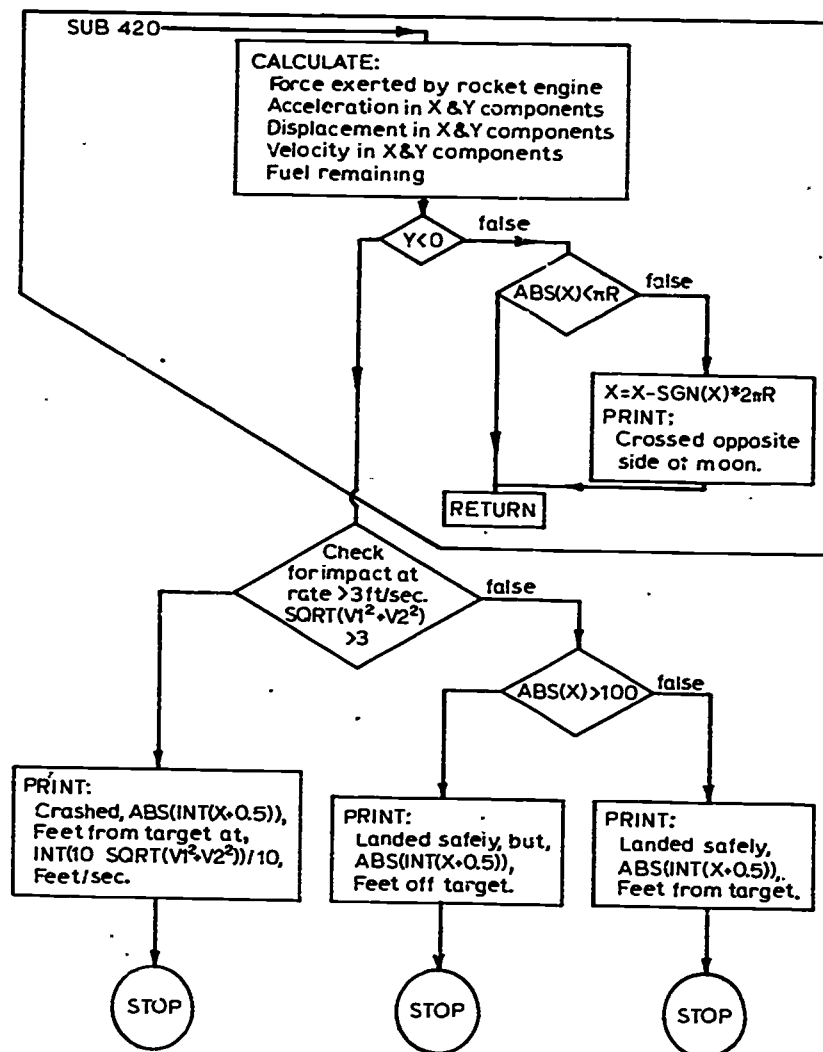 SUB 420
CALCULATE:
Force exerted by rocket engine
Acceleration in X &Y components
Displacement in X &Y components
Velocity in X&Y components
Fuel remaining
Y<0
false
ABS(X)<πR
false
X=X-SGN(X)*2πR
PRINT:
Crossed opposite
side of moon.
RETURN
Check
for impact at
rate >3 ft/sec.
SQRT(V1²+V2²)
>3
false
ABS(X)>100
false
PRINT:
Crashed, ABS(INT(X+0.5)),
Feet from target at,
INT(10 SQRT(V1²+V2²))/10,
Feet/sec.
PRINT:
Landed safely, but,
ABS(INT(X+0.5)),
Feet off target.
PRINT:
Landed safely,
ABS(INT(X+0.5)),.
Feet from target.
STOP
STOP
STOP